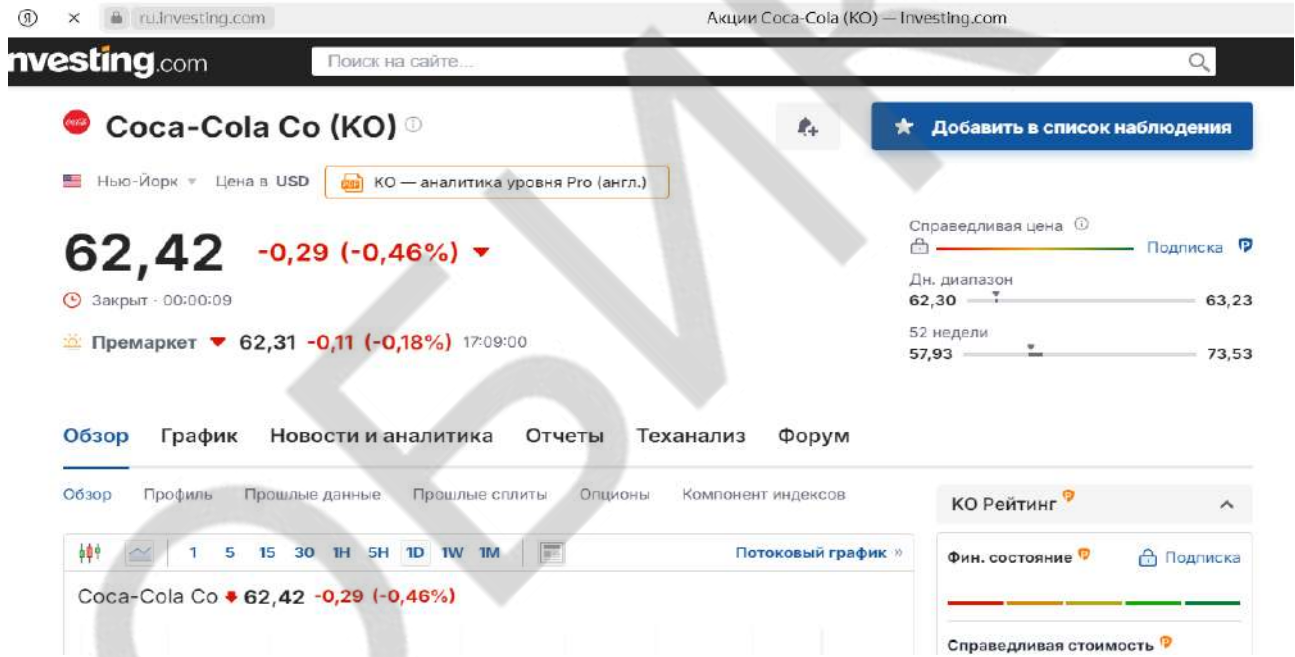 Я × ru.investing.com Акции Coca-Cola (KO) — Investing.com
nvesting.com Поиск на сайте...
Coca-Cola Co (KO)
Добавить в список наблюдения
Нью-Йорк Цена в USD KO — аналитика уровня Pro (англ.)
62,42 -0,29 (-0,46%)
Закрыт · 00:00:09
Премаркет 62,31 -0,11 (-0,18%) 17:09:00
Справедливая цена
Подписка
Дн. диапазон
62,30 63,23
52 недели
57,93 73,53
Обзор График Новости и аналитика Отчеты Теханализ Форум
Обзор Профиль Прошлые данные Прошлые сплиты Опционы Компонент индексов
1 5 15 30 1H 5H 1D 1W 1M Потоковый график »
Coca-Cola Co 62,42 -0,29 (-0,46%)
KO Рейтинг
Фин. состояние Подписка
Справедливая стоимость